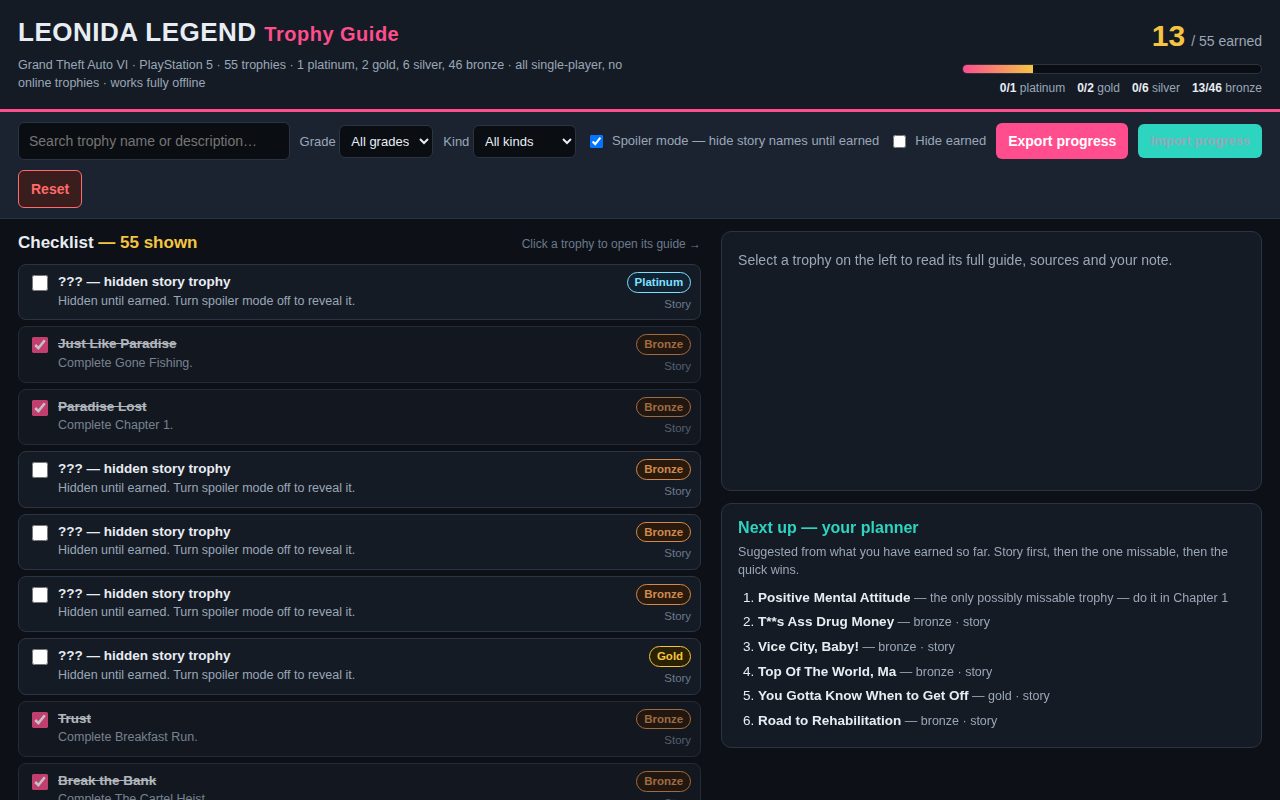 LEONIDA LEGEND Trophy Guide
Grand Theft Auto VI · PlayStation 5 · 55 trophies · 1 platinum, 2 gold, 6 silver, 46 bronze · all single-player, no
online trophies · works fully offline
13 / 55 earned
0/1 platinum 0/2 gold 0/6 silver 13/46 bronze
Search trophy name or description…
Grade All grades Kind All kinds Spoiler mode — hide story names until earned Hide earned Export progress Import progress
Reset
Checklist — 55 shown
Click a trophy to open its guide →
??? — hidden story trophy
Hidden until earned. Turn spoiler mode off to reveal it.
Platinum
Story
Just Like Paradise
Complete Gone Fishing.
Bronze
Story
Paradise Lost
Complete Chapter 1.
Bronze
Story
??? — hidden story trophy
Hidden until earned. Turn spoiler mode off to reveal it.
Bronze
Story
??? — hidden story trophy
Hidden until earned. Turn spoiler mode off to reveal it.
Bronze
Story
??? — hidden story trophy
Hidden until earned. Turn spoiler mode off to reveal it.
Bronze
Story
??? — hidden story trophy
Hidden until earned. Turn spoiler mode off to reveal it.
Gold
Story
Trust
Complete Breakfast Run.
Bronze
Story
Break the Bank
Complete The Cartel Heist.
Bronze
Select a trophy on the left to read its full guide, sources and your note.
Next up — your planner
Suggested from what you have earned so far. Story first, then the one missable, then the
quick wins.
1. Positive Mental Attitude — the only possibly missable trophy — do it in Chapter 1
2. T**s Ass Drug Money — bronze · story
3. Vice City, Baby! — bronze · story
4. Top Of The World, Ma — bronze · story
5. You Gotta Know When to Get Off — gold · story
6. Road to Rehabilitation — bronze · story